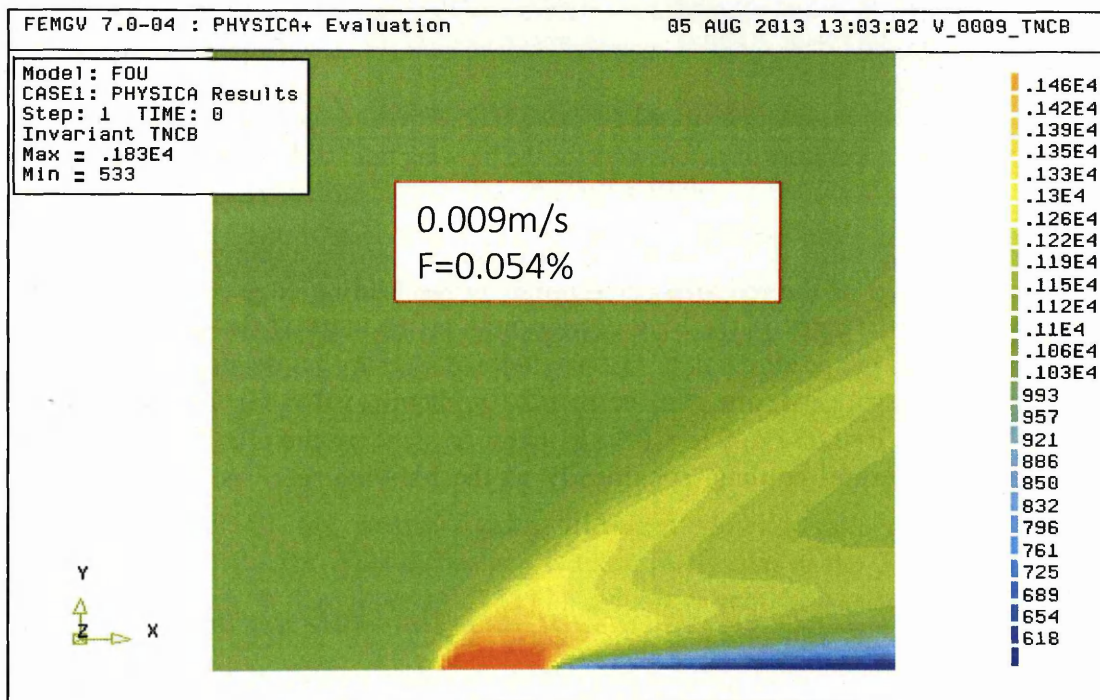 FEMGV 7.0-04 : PHYSICA+ Evaluation 05 AUG 2013 13:03:02 V_0009_TNCB
Model: FOU
CASE1: PHYSICA Results
Step: 1 TIME: 0
Invariant TNCB
Max = .183E4
Min = 533
0.009m/s
F=0.054%
.146E4
.142E4
.139E4
.135E4
.133E4
.13E4
.126E4
.122E4
.119E4
.115E4
.112E4
.11E4
.106E4
.103E4
993
957
921
886
850
832
796
761
725
689
654
618
Y
Z X